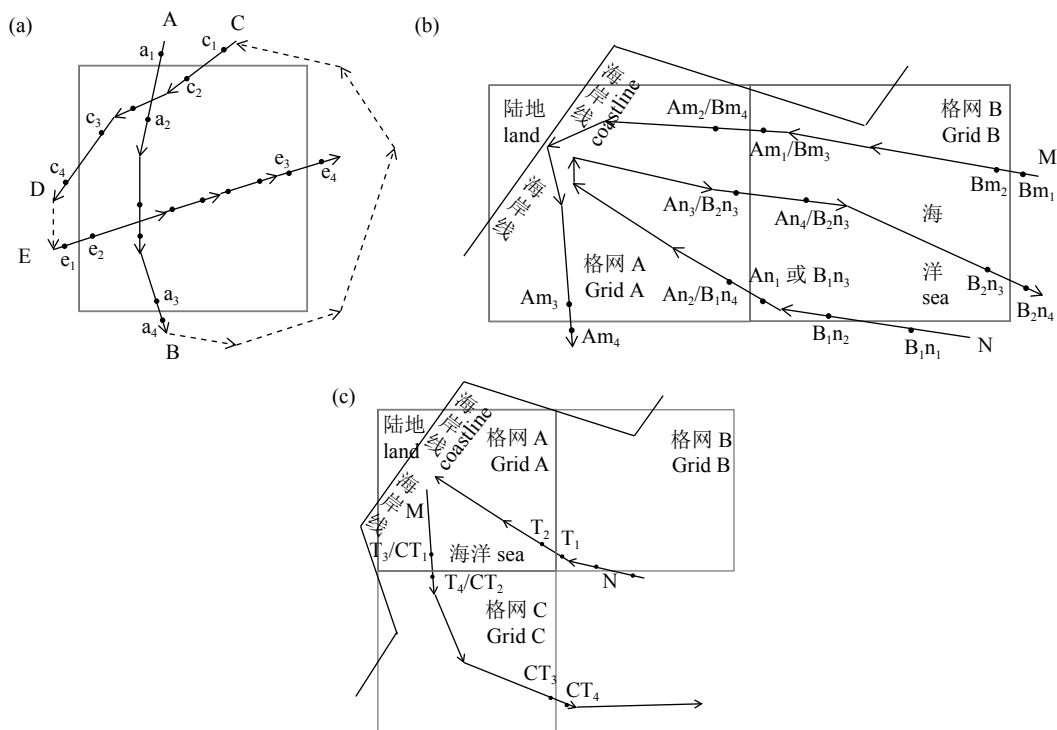 (a)
A
C
a₁
c₁
c₂
c₃
a₂
c₄
D
e₃
e₄
E
e₁
e₂
a₃
a₄
B
(b)
陆地
land
海岸线
coastline
海岸线
Am₂/Bm₄
Am₁/Bm₃
格网 B
Grid B
M
Bm₂
Bm₁
An₃/B₂n₃
An₄/B₂n₃
海
洋
sea
格网 A
Grid A
An₁ 或 B₁n₃
An₂/B₁n₄
B₂n₃
B₂n₄
Am₃
Am₄
B₁n₂
B₁n₁
N
(c)
陆地
land
海岸线
coastline
海岸线
格网 A
Grid A
格网 B
Grid B
M
T₂
T₁
T₃/CT₁
海洋 sea
N
T₄/CT₂
格网 C
Grid C
CT₃
CT₄